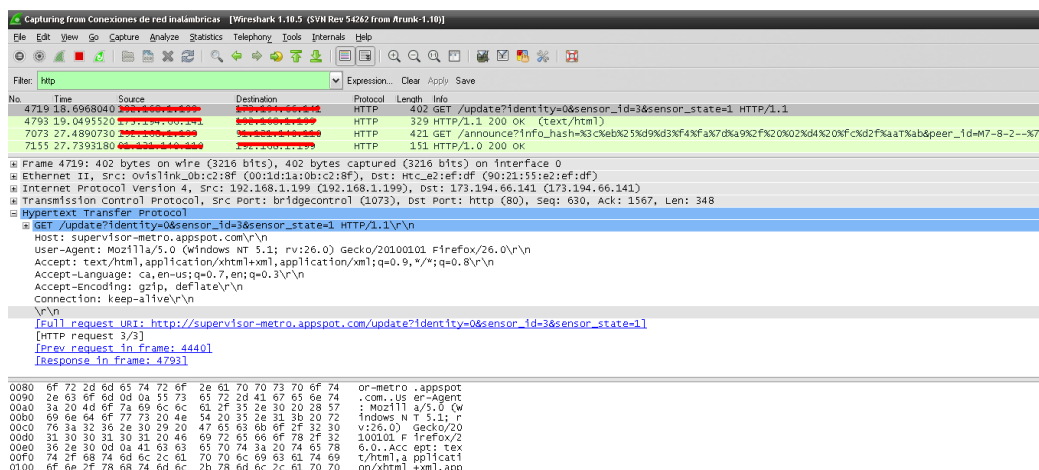 Capturing from Conexiones de red inalámbricas [Wireshark 1.10.5 (SVN Rev 54262 from /trunk-1.10)]
File Edit View Go Capture Analyze Statistics Telephony Tools Internals Help
Filter: http Expression... Clear Apply Save
No. Time Source Destination Protocol Length Info
4719 18.6968040 HTTP 402 GET /update?identity=0&sensor_id=3&sensor_state=1 HTTP/1.1
4793 19.0495520 HTTP 329 HTTP/1.1 200 OK (text/html)
7073 27.4890730 HTTP 421 GET /announce?info_hash=%3c%eb%25%d9%d3%f4%fa%7d%a9%2f%20%02%d4%20%fc%d2f%aaT%ab&peer_id=M7-8-2--%7
7155 27.7393180 HTTP 151 HTTP/1.0 200 OK
Frame 4719: 402 bytes on wire (3216 bits), 402 bytes captured (3216 bits) on interface 0
Ethernet II, Src: Ovislink_0b:c2:8f (00:1d:1a:0b:c2:8f), Dst: Htc_e2:ef:df (90:21:55:e2:ef:df)
Internet Protocol Version 4, Src: 192.168.1.199 (192.168.1.199), Dst: 173.194.66.141 (173.194.66.141)
Transmission Control Protocol, Src Port: bridgecontrol (1073), Dst Port: http (80), Seq: 630, Ack: 1567, Len: 348
Hypertext Transfer Protocol
GET /update?identity=0&sensor_id=3&sensor_state=1 HTTP/1.1\r\n
Host: supervisor-metro.appspot.com\r\n
User-Agent: Mozilla/5.0 (Windows NT 5.1; rv:26.0) Gecko/20100101 Firefox/26.0\r\n
Accept: text/html,application/xhtml+xml,application/xml;q=0.9,*/*;q=0.8\r\n
Accept-Language: ca,en-us;q=0.7,en;q=0.3\r\n
Accept-Encoding: gzip, deflate\r\n
Connection: keep-alive\r\n
\r\n
[Full request URI: http://supervisor-metro.appspot.com/update?identity=0&sensor_id=3&sensor_state=1]
[HTTP request 3/3]
[Prev request in frame: 4440]
[Response in frame: 4793]
0080 6f 72 2d 6d 65 74 72 6f 2e 61 70 70 73 70 6f 74 or-metro .appspot
0090 2e 63 6f 6d 0d 0a 55 73 65 72 2d 41 67 65 6e 74 .com..Us er-Agent
00a0 3a 20 4d 6f 7a 69 6c 6c 61 2f 35 2e 30 20 28 57 : Mozill a/5.0 (W
00b0 69 6e 64 6f 77 73 20 4e 54 20 35 2e 31 3b 20 72 indows N T 5.1; r
00c0 76 3a 32 36 2e 30 29 20 47 65 63 6b 6f 2f 32 30 v:26.0) Gecko/20
00d0 31 30 30 31 30 31 20 46 69 72 65 66 6f 78 2f 32 100101 F irefox/2
00e0 36 2e 30 0d 0a 41 63 63 65 70 74 3a 20 74 65 78 6.0..Acc ept: tex
00f0 74 2f 68 74 6d 6c 2c 61 70 70 6c 69 63 61 74 69 t/html,a pplicati
0100 6f 6e 2f 78 68 74 6d 6c 2b 78 6d 6c 2c 61 70 70 on/xhtml +xml,app